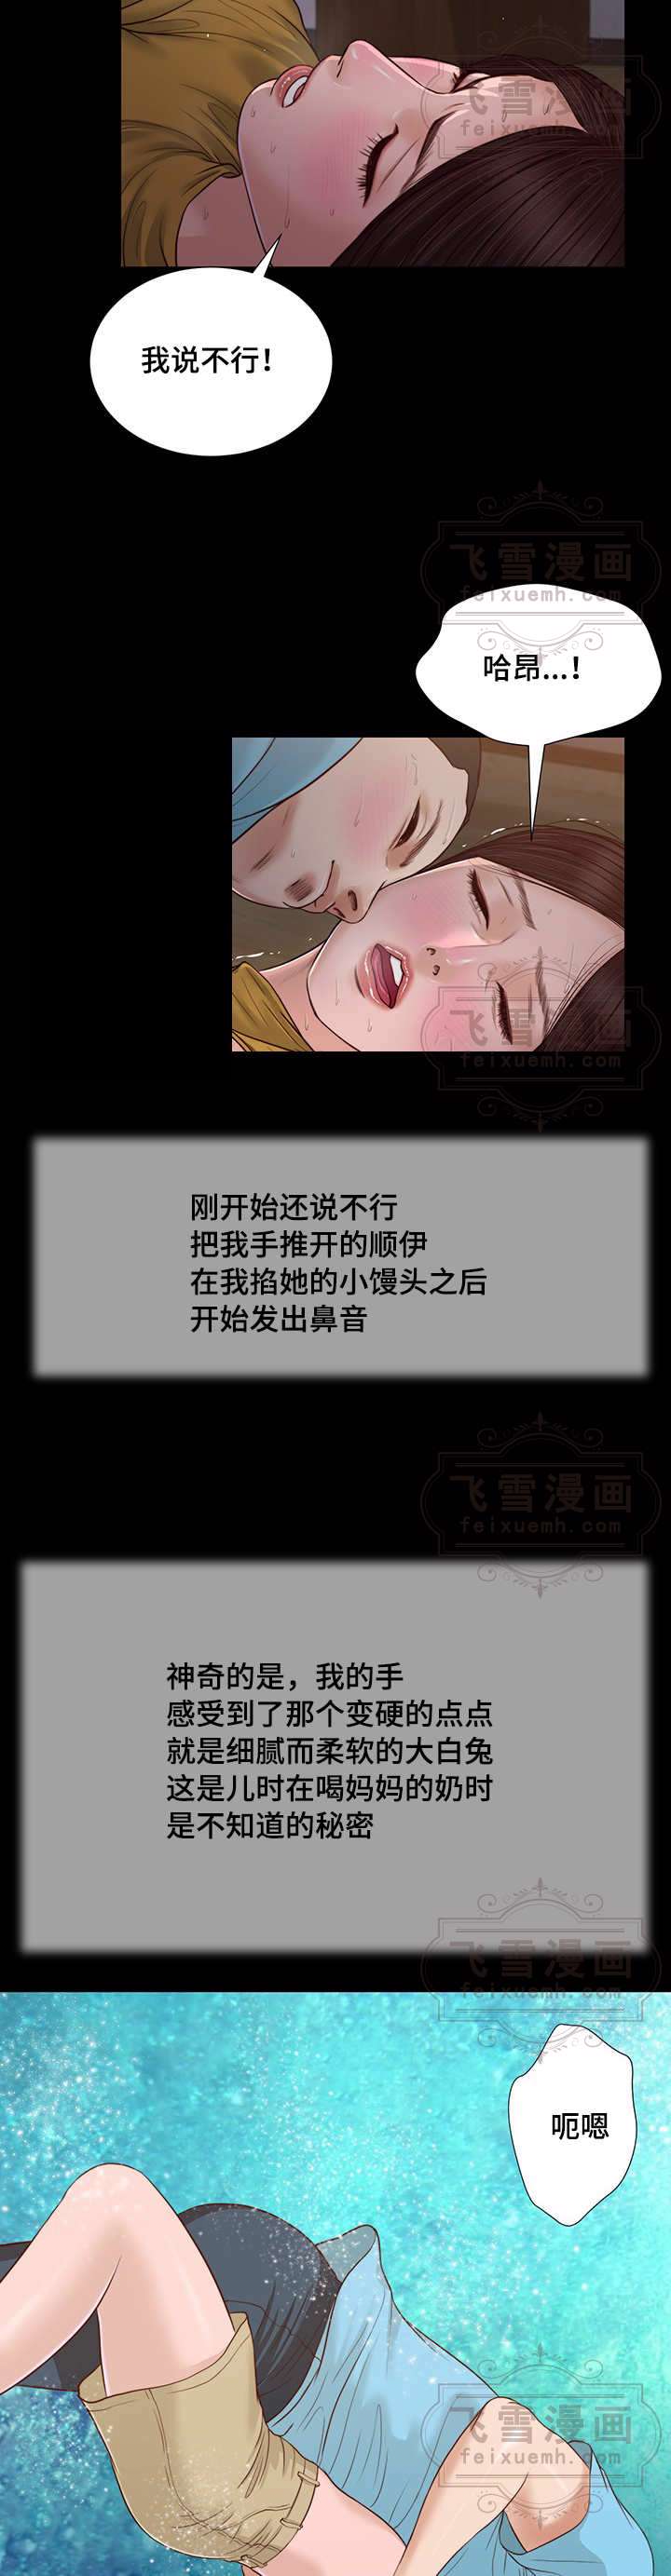 飞雪漫画
feixuemh.com
我说不行！
飞雪漫画
feixuemh.com
哈昂...！
飞雪漫画
feixuemh.com
刚开始还说不行
把我手推开的顺伊
在我掐她的小馒头之后
开始发出鼻音
飞雪漫画
feixuemh.com
神奇的是，我的手
感受到了那个变硬的点点
就是细腻而柔软的大白兔
这是儿时在喝妈妈的奶时
是不知道的秘密
飞雪漫画
feixuemh.com
呃嗯
飞雪漫画
feixuemh.com